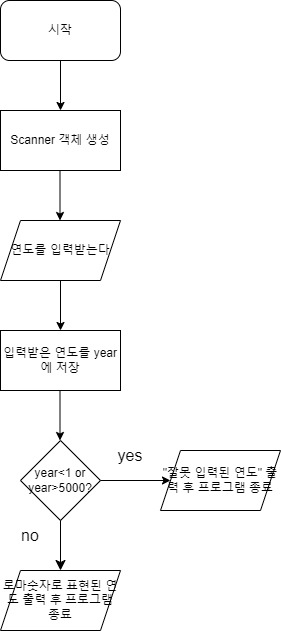 시작
Scanner 객체 생성
연도를 입력받는다
입력받은 연도를 year
에 저장
year<1 or
year>5000?
yes
"잘못 입력된 연도" 출
력 후 프로그램 종료
no
로마숫자로 표현된 연
도 출력 후 프로그램
종료